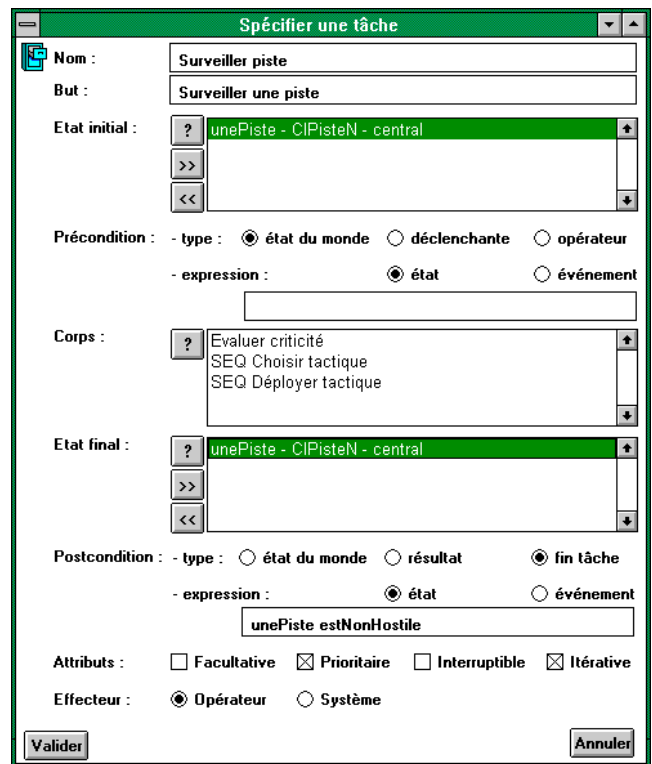 Spécifier une tâche
Nom : Surveiller piste
But : Surveiller une piste
Etat initial : ? unePiste - ClPisteN - central
>>
<<
Précondition : - type : état du monde déclenchante opérateur
- expression : état événement
Corps : ? Evaluer criticité
SEQ Choisir tactique
SEQ Déployer tactique
Etat final : ? unePiste - ClPisteN - central
>>
<<
Postcondition : - type : état du monde résultat fin tâche
- expression : état événement
unePiste estNonHostile
Attributs : Facultative Prioritaire Interruptible Itérative
Effecteur : Opérateur Système
Valider Annuler